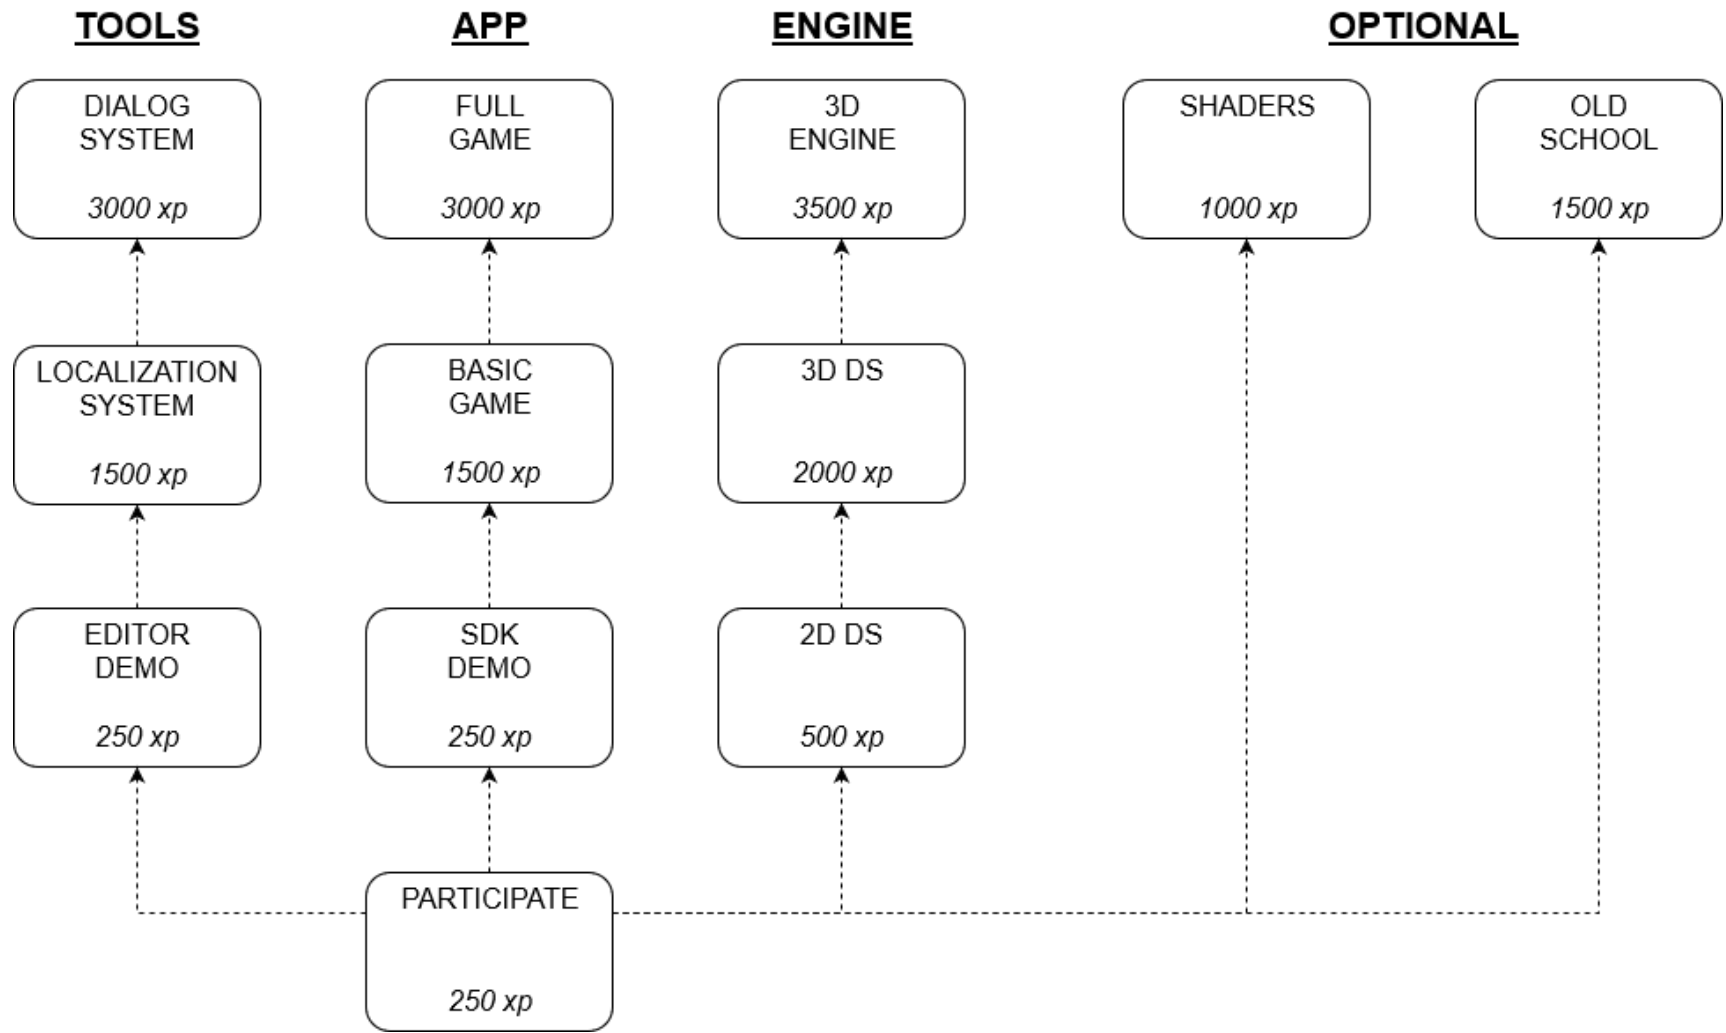 TOOLS
APP
ENGINE
OPTIONAL
DIALOG
SYSTEM
3000 xp
FULL
GAME
3000 xp
3D
ENGINE
3500 xp
SHADERS
1000 xp
OLD
SCHOOL
1500 xp
LOCALIZATION
SYSTEM
1500 xp
BASIC
GAME
1500 xp
3D DS
2000 xp
EDITOR
DEMO
250 xp
SDK
DEMO
250 xp
2D DS
500 xp
PARTICIPATE
250 xp